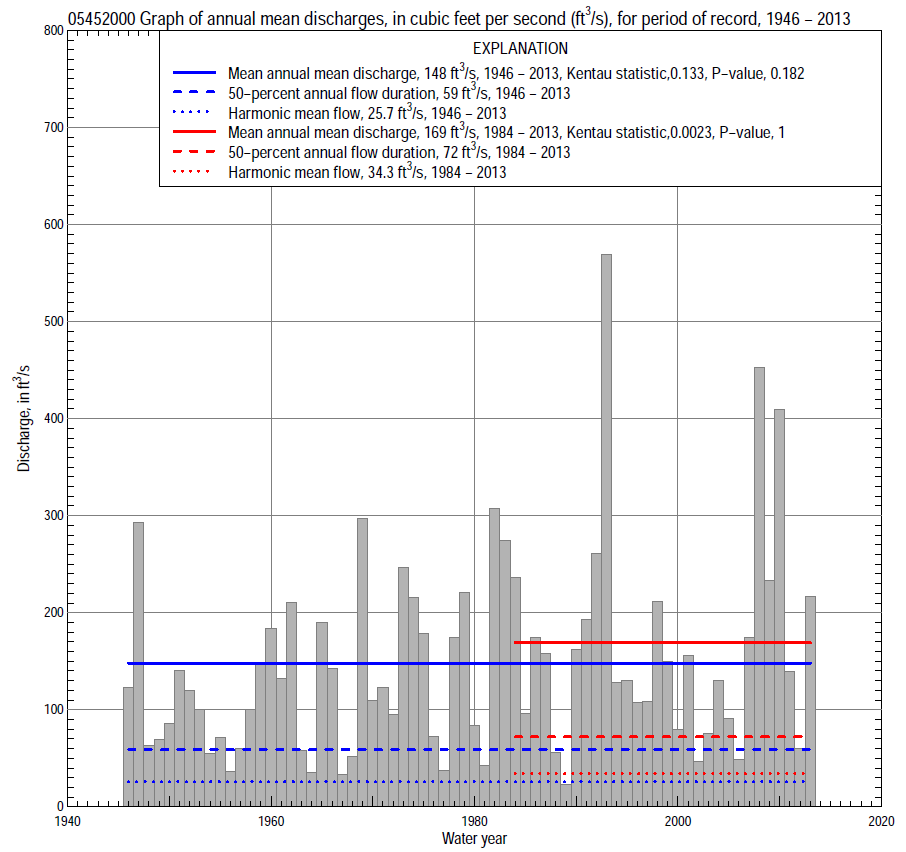 05452000 Graph of annual mean discharges, in cubic feet per second (ft³/s), for period of record, 1946 – 2013
EXPLANATION
Mean annual mean discharge, 148 ft³/s, 1946 – 2013, Kentau statistic,0.133, P–value, 0.182
50–percent annual flow duration, 59 ft³/s, 1946 – 2013
Harmonic mean flow, 25.7 ft³/s, 1946 – 2013
Mean annual mean discharge, 169 ft³/s, 1984 – 2013, Kentau statistic,0.0023, P–value, 1
50–percent annual flow duration, 72 ft³/s, 1984 – 2013
Harmonic mean flow, 34.3 ft³/s, 1984 – 2013
800
700
600
500
400
300
200
100
0
Discharge, in ft³/s
1940 1960 1980 2000 2020
Water year